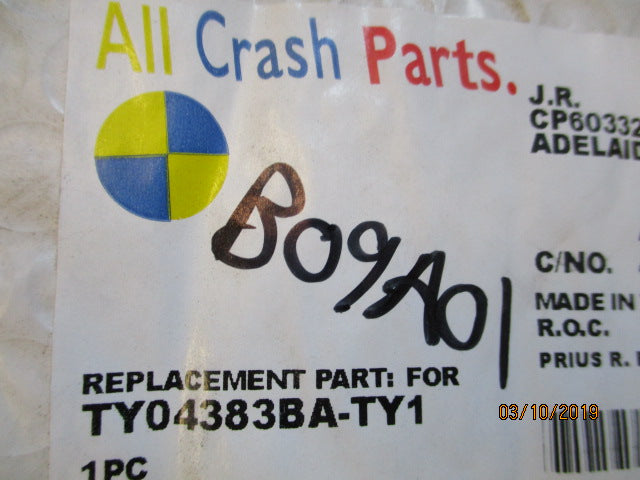 All Crash Parts.
J.R.
CP60332
ADELAID
B09A01
C/NO.
MADE IN
R.O.C.
PRIUS R.
REPLACEMENT PART: FOR
TY04383BA-TY1
03/10/2019
1PC